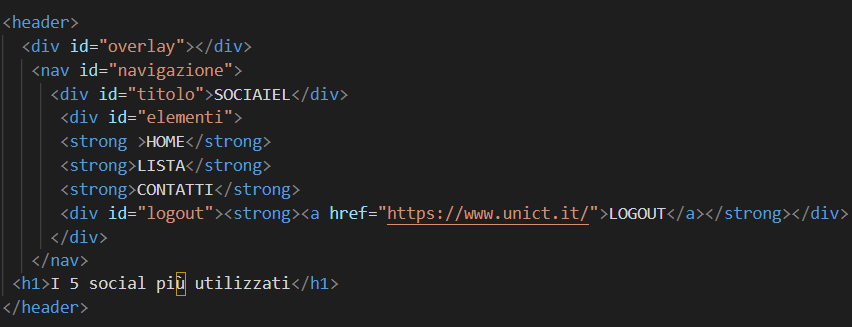 <header>
<div id="overlay"></div>
<nav id="navigazione">
<div id="titolo">SOCIAIEL</div>
<div id="elementi">
<strong >HOME</strong>
<strong>LISTA</strong>
<strong>CONTATTI</strong>
<div id="logout"><strong><a href="https://www.unict.it/">LOGOUT</a></strong></div>
</div>
</nav>
<h1>I 5 social più utilizzati</h1>
</header>